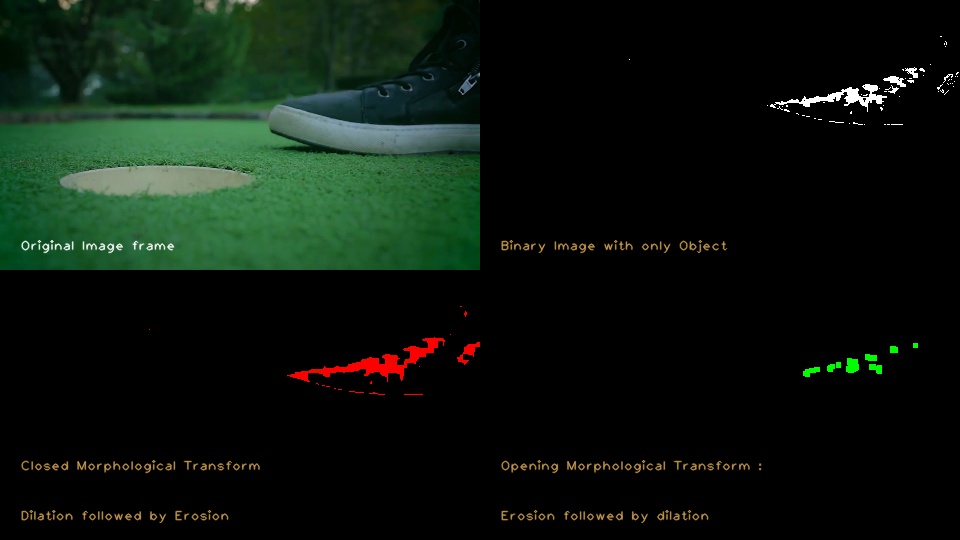 Original Image frame
Binary Image with only Object
Closed Morphological Transform
Dilation followed by Erosion
Opening Morphological Transform :
Erosion followed by dilation